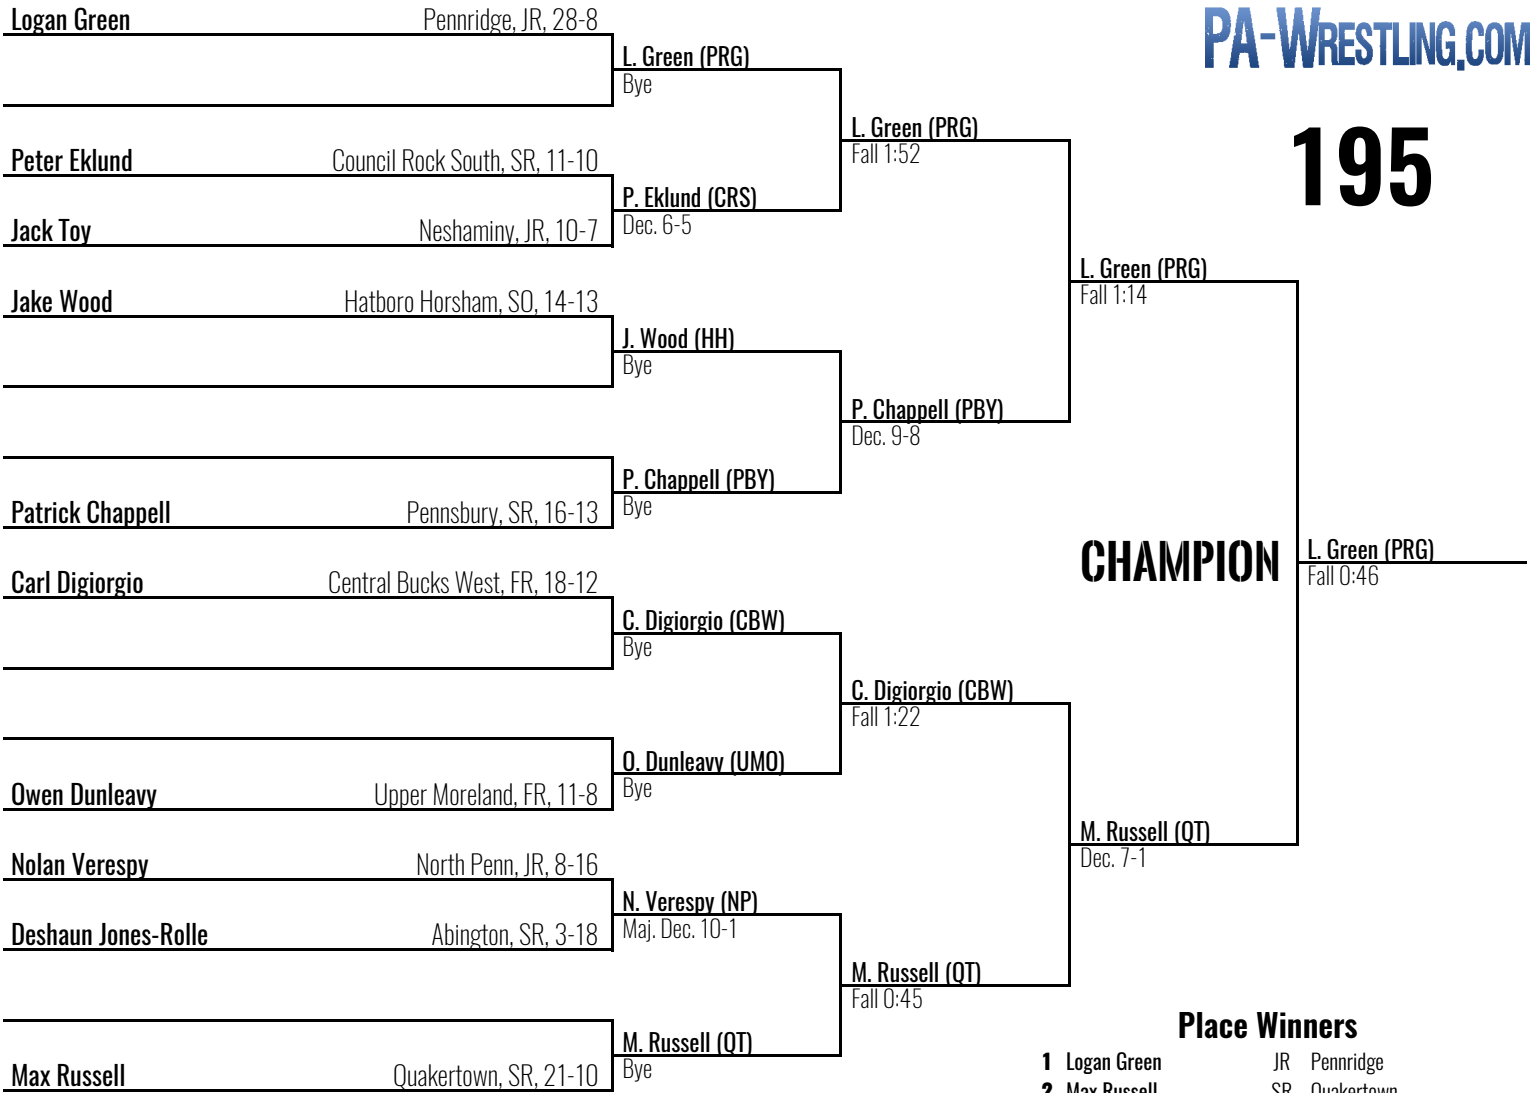 PA-WRESTLING.COM
195
Logan Green Pennridge, JR, 28-8
L. Green (PRG)
Bye
Peter Eklund Council Rock South, SR, 11-10
P. Eklund (CRS)
Dec. 6-5
Jack Toy Neshaminy, JR, 10-7
L. Green (PRG)
Fall 1:52
Jake Wood Hatboro Horsham, SO, 14-13
J. Wood (HH)
Bye
P. Chappell (PBY)
Bye
Patrick Chappell Pennsbury, SR, 16-13
P. Chappell (PBY)
Dec. 9-8
L. Green (PRG)
Fall 1:14
Carl Digiorgio Central Bucks West, FR, 18-12
C. Digiorgio (CBW)
Bye
O. Dunleavy (UMO)
Bye
Owen Dunleavy Upper Moreland, FR, 11-8
C. Digiorgio (CBW)
Fall 1:22
Nolan Verespy North Penn, JR, 8-16
N. Verespy (NP)
Maj. Dec. 10-1
Deshaun Jones-Rolle Abington, SR, 3-18
M. Russell (QT)
Bye
Max Russell Quakertown, SR, 21-10
M. Russell (QT)
Fall 0:45
M. Russell (QT)
Dec. 7-1
CHAMPION
L. Green (PRG)
Fall 0:46
Place Winners
1 Logan Green JR Pennridge
2 Max Russell SR Quakertown